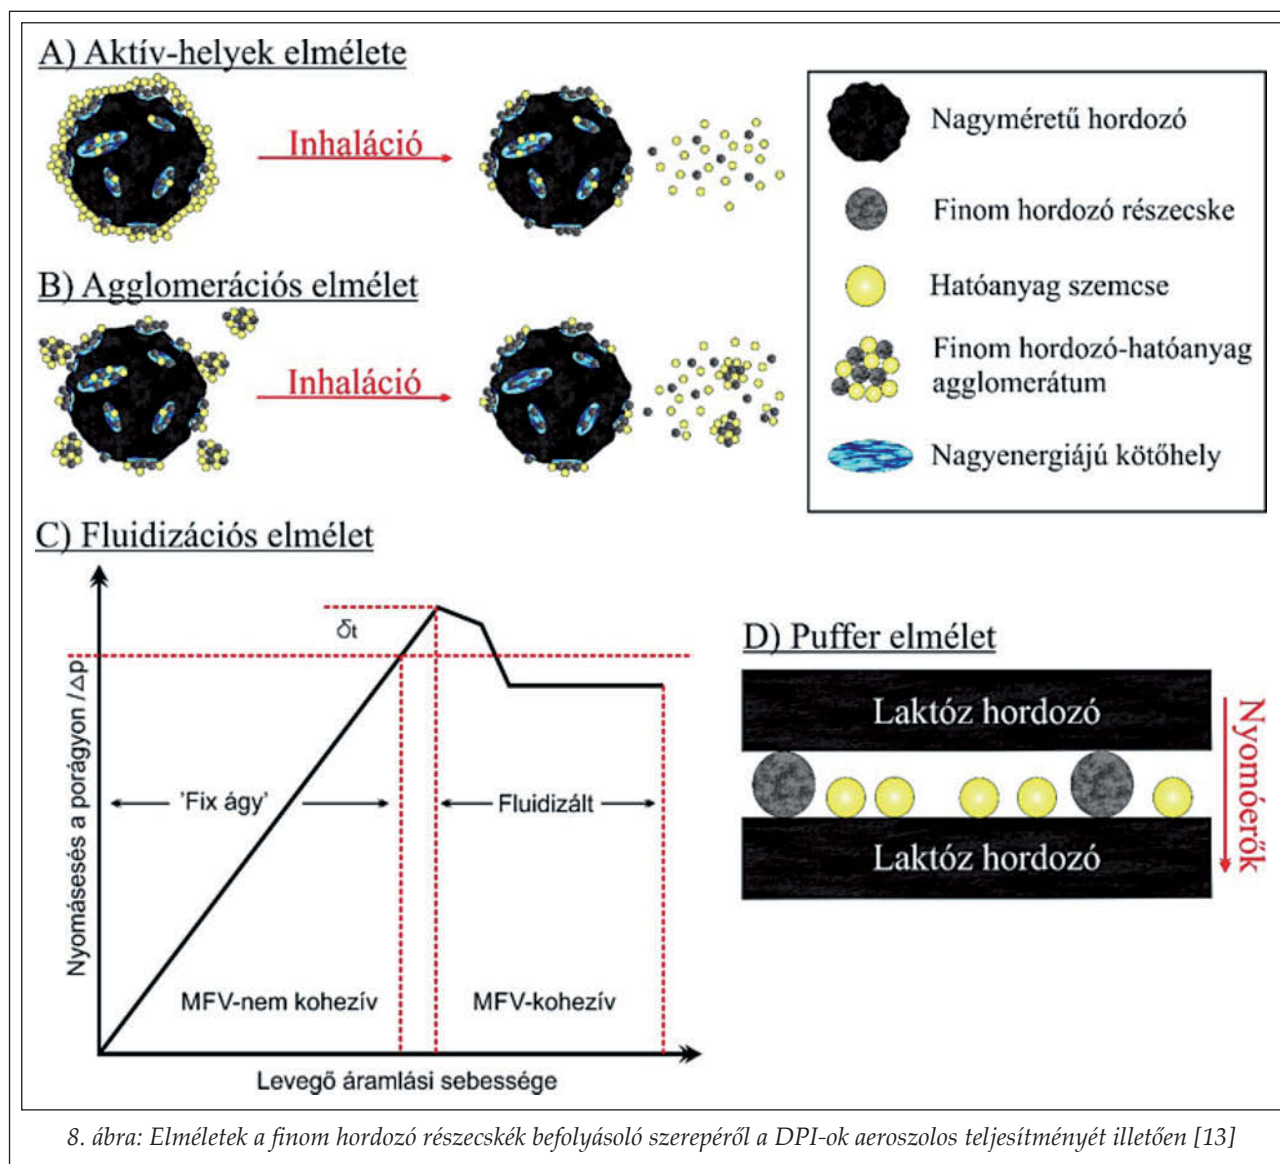 A) Aktív-helyek elmélete
Inhaláció
B) Agglomerációs elmélet
Inhaláció
Nagyméretű hordozó
Finom hordozó részecske
Hatóanyag szemcse
Finom hordozó-hatóanyag
agglomerátum
Nagyenergiájú kötőhely
C) Fluidizációs elmélet
Nyomásesés a porágyon /△p
δt
'Fix ágy'
Fluidizált
MFV-nem kohezív
MFV-kohezív
Levegő áramlási sebessége
D) Puffer elmélet
Laktóz hordozó
Laktóz hordozó
Nyomóerők
8. ábra: Elméletek a finom hordozó részecskék befolyásoló szerepéről a DPI-ok aeroszolos teljesítményét illetően [13]